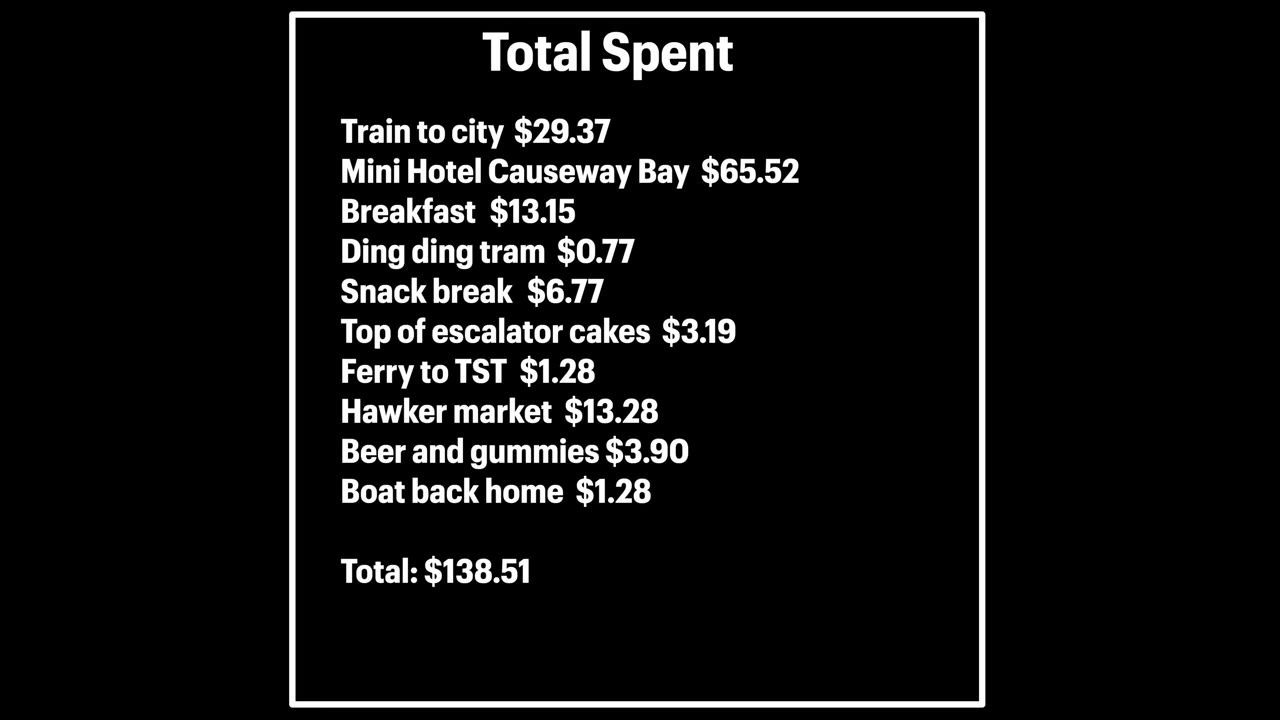 Total Spent
Train to city $29.37
Mini Hotel Causeway Bay $65.52
Breakfast $13.15
Ding ding tram $0.77
Snack break $6.77
Top of escalator cakes $3.19
Ferry to TST $1.28
Hawker market $13.28
Beer and gummies $3.90
Boat back home $1.28
Total: $138.51